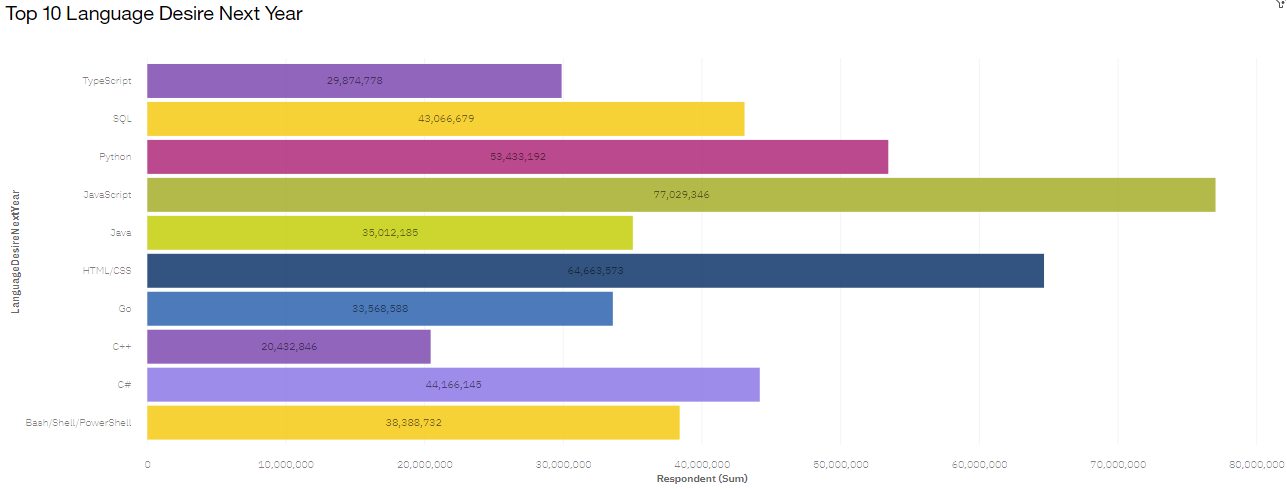 Top 10 Language Desire Next Year
LanguageDesireNextYear
TypeScript 29,874,778
SQL 43,066,679
Python 53,433,192
JavaScript 77,029,346
Java 35,012,185
HTML/CSS 64,663,573
Go 33,568,588
C++ 20,432,846
C# 44,166,145
Bash/Shell/PowerShell 38,388,732
0 10,000,000 20,000,000 30,000,000 40,000,000 50,000,000 60,000,000 70,000,000 80,000,000
Respondent (Sum)